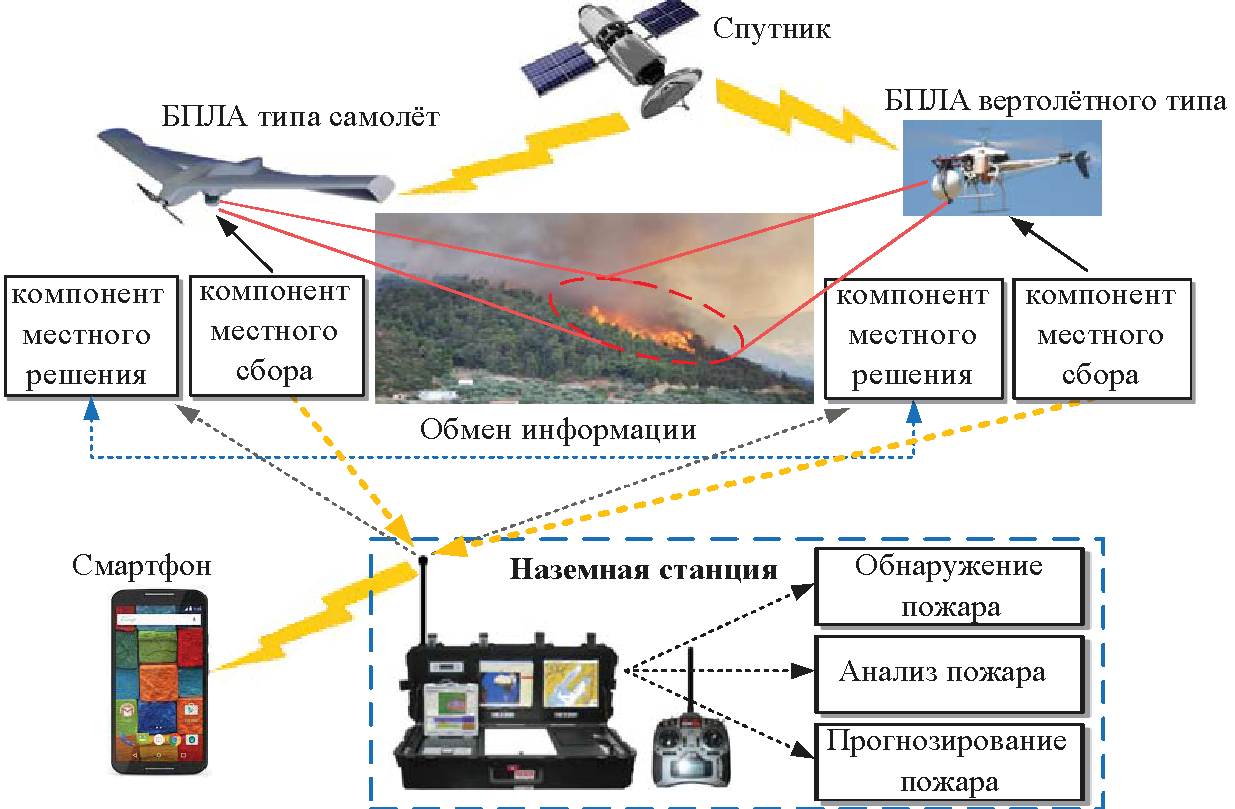 Спутник
БПЛА типа самолёт
БПЛА вертолётного типа
компонент
местного
решения
компонент
местного
сбора
компонент
местного
решения
компонент
местного
сбора
Обмен информации
Смартфон
Наземная станция
Обнаружение
пожара
Анализ пожара
Прогнозирование
пожара